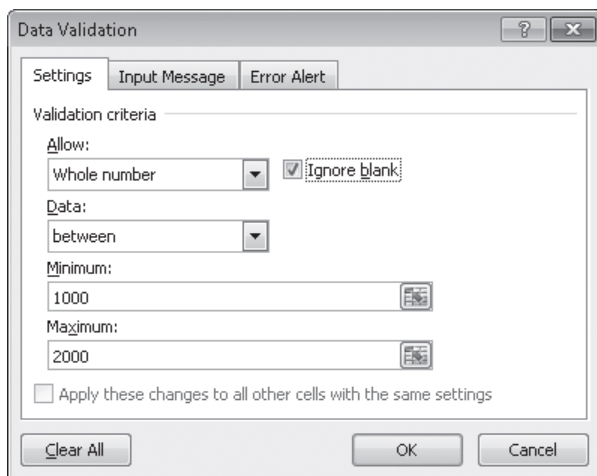 Data Validation
Settings Input Message Error Alert
Validation criteria
Allow:
Whole number Ignore blank
Data:
between
Minimum:
1000
Maximum:
2000
Apply these changes to all other cells with the same settings
Clear All OK Cancel